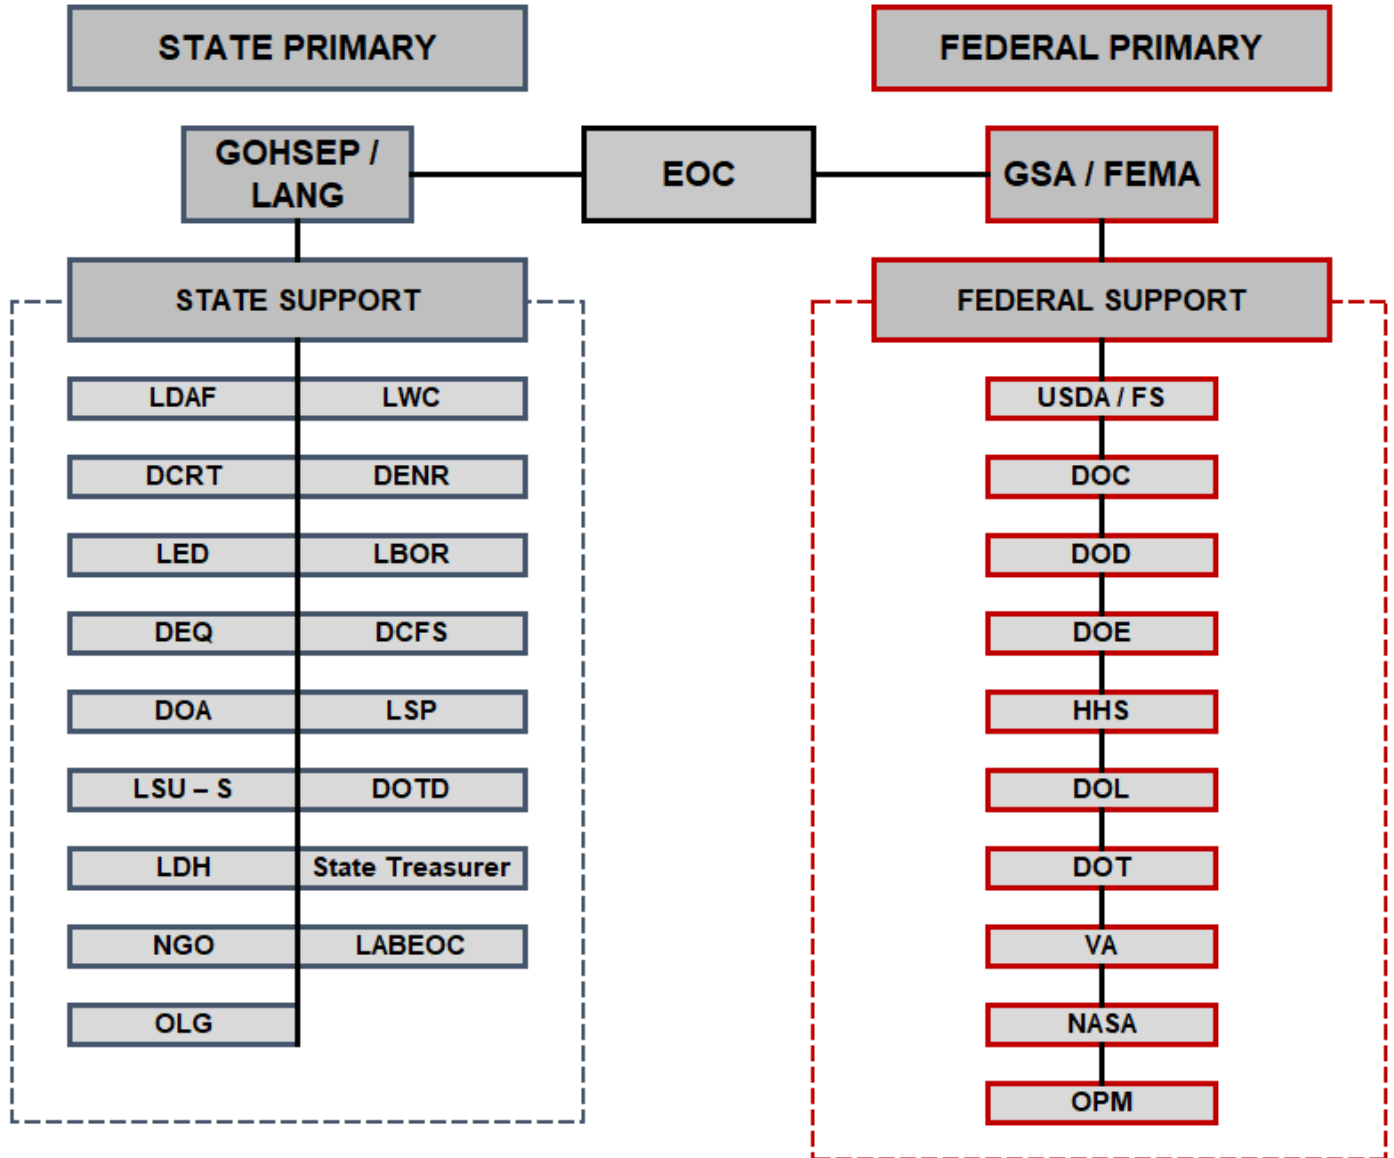 STATE PRIMARY
FEDERAL PRIMARY
GOHSEP /
LANG
EOC
GSA / FEMA
STATE SUPPORT
FEDERAL SUPPORT
LDAF
LWC
USDA / FS
DCRT
DENR
DOC
LED
LBOR
DOD
DEQ
DCFS
DOE
DOA
LSP
HHS
LSU – S
DOTD
DOL
LDH
State Treasurer
DOT
NGO
LABEOC
VA
OLG
NASA
OPM